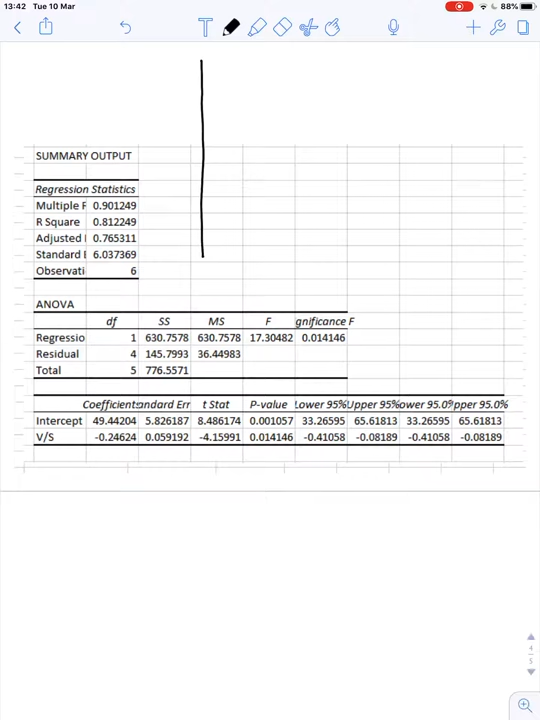 13:42 Tue 10 Mar 88%
T
SUMMARY OUTPUT
Regression Statistics
Multiple F 0.901249
R Square 0.812249
Adjusted I 0.765311
Standard E 6.037369
Observati 6
ANOVA
df SS MS F gnificance F
Regressio 1 630.7578 630.7578 17.30482 0.014146
Residual 4 145.7993 36.44983
Total 5 776.5571
Coefficients andard Err t Stat P-value Lower 95% Upper 95% ower 95.0% pper 95.0%
Intercept 49.44204 5.826187 8.486174 0.001057 33.26595 65.61813 33.26595 65.61813
V/S -0.24624 0.059192 -4.15991 0.014146 -0.41058 -0.08189 -0.41058 -0.08189
4
5